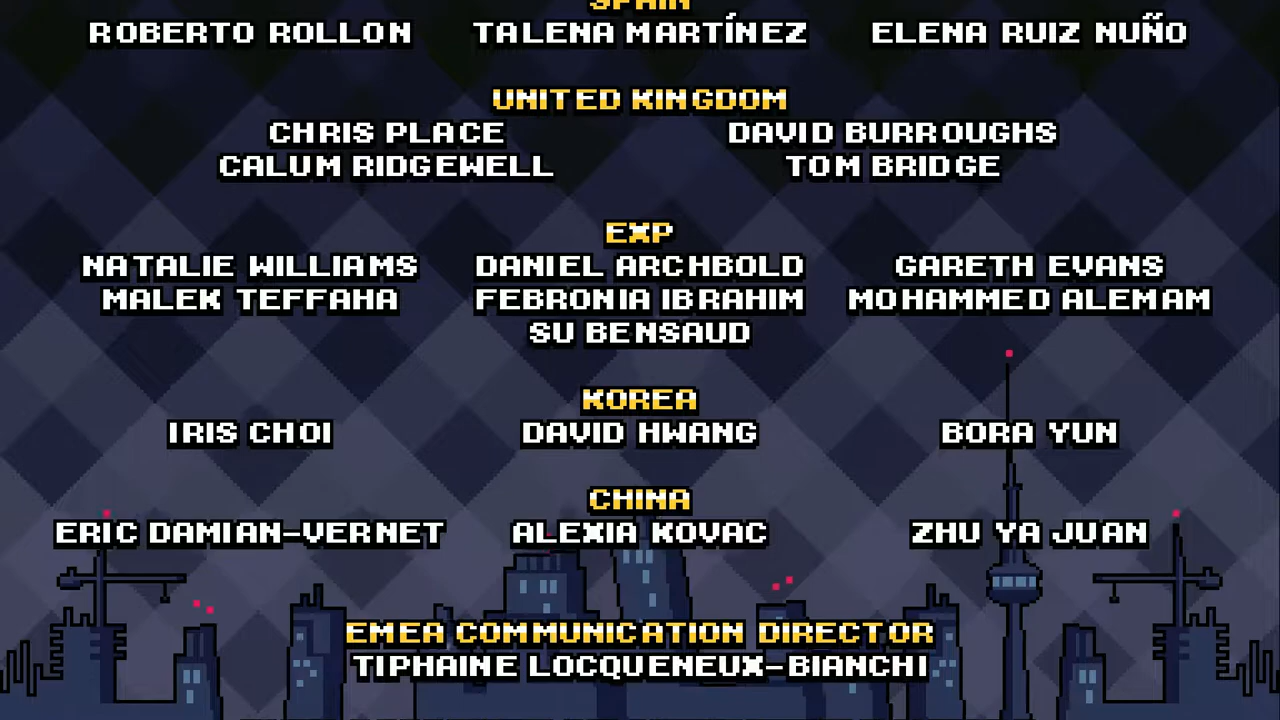 SPAIN
ROBERTO ROLLON TALENA MARTÍNEZ ELENA RUIZ NUÑO
UNITED KINGDOM
CHRIS PLACE DAVID BURROUGHS
CALUM RIDGEWELL TOM BRIDGE
EXP
NATALIE WILLIAMS DANIEL ARCHBOLD GARETH EVANS
MALEK TEFFAHA FEBRONIA IBRAHIM MOHAMMED ALEMAM
SU BENSAUD
KOREA
IRIS CHOI DAVID HWANG BORA YUN
CHINA
ERIC DAMIAN-VERNET ALEXIA KOVAC ZHU YA JUAN
EMEA COMMUNICATION DIRECTOR
TIPHAINE LOCQUENEUX-BIANCHI